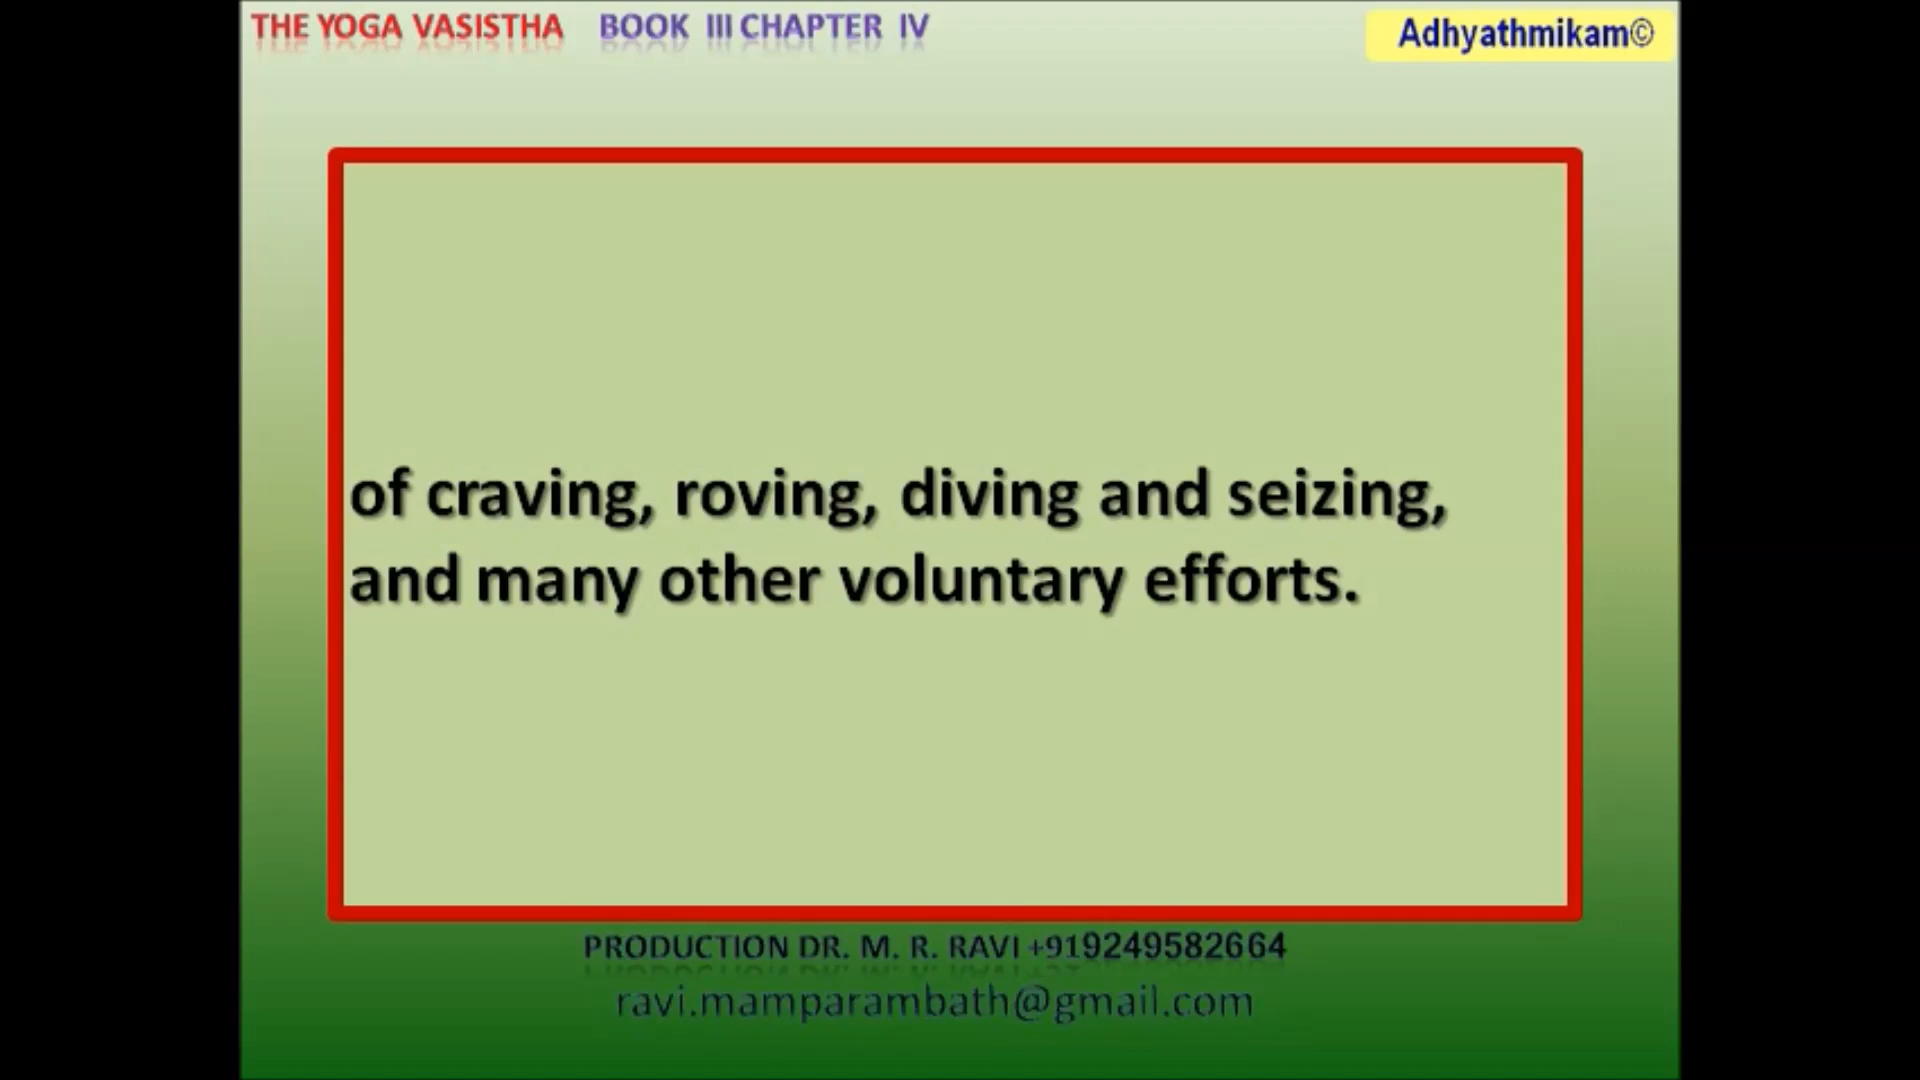 THE YOGA VASISTHA BOOK III CHAPTER IV
Adhyathmikam©
of craving, roving, diving and seizing,
and many other voluntary efforts.
PRODUCTION DR. M. R. RAVI +919249582664
ravi.mamparambath@gmail.com